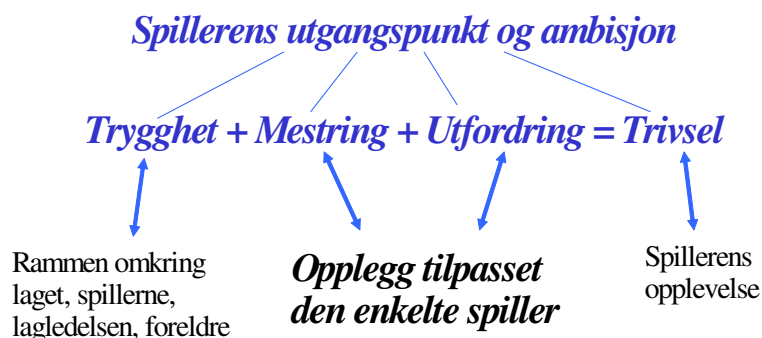 Spillerens utgangspunkt og ambisjon
Trygghet + Mestring + Utfordring = Trivsel
Rammen omkring
laget, spillerne,
lagledelsen, foreldre
Opplegg tilpasset
den enkelte spiller
Spillerens
opplevelse